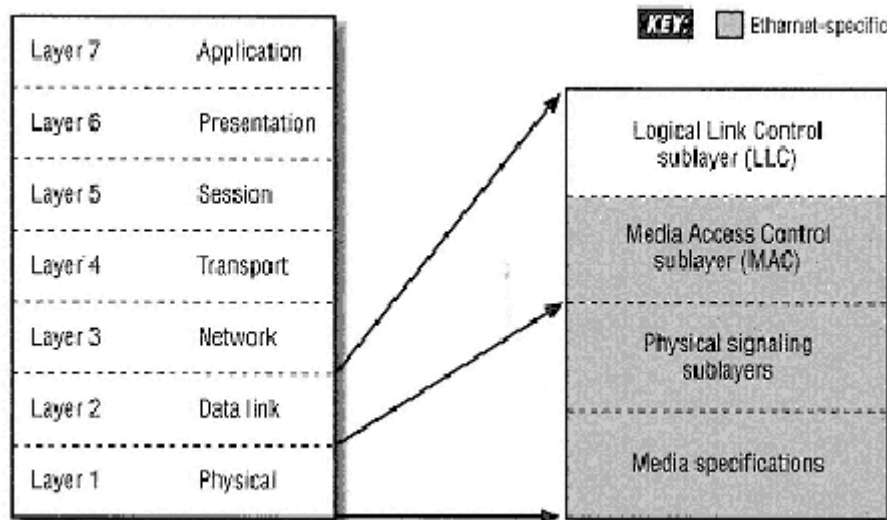 KEY: Ethernet-specific
Layer 7 Application
Layer 6 Presentation
Layer 5 Session
Layer 4 Transport
Layer 3 Network
Layer 2 Data link
Layer 1 Physical
Logical Link Control
sublayer (LLC)
Media Access Control
sublayer (MAC)
Physical signaling
sublayers
Media specifications